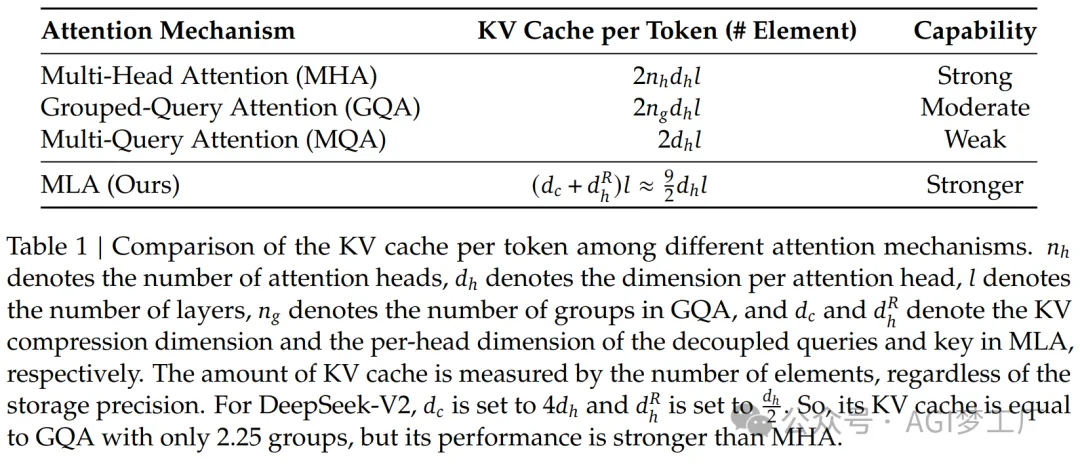 Attention Mechanism KV Cache per Token (# Element) Capability
Multi-Head Attention (MHA) 2n_h d_h l Strong
Grouped-Query Attention (GQA) 2n_g d_h l Moderate
Multi-Query Attention (MQA) 2d_h l Weak
MLA (Ours) (d_c + d_h^R)l ≈ 9/2 d_h l Stronger
Table 1 | Comparison of the KV cache per token among different attention mechanisms. n_h
denotes the number of attention heads, d_h denotes the dimension per attention head, l denotes
the number of layers, n_g denotes the number of groups in GQA, and d_c and d_h^R denote the KV
compression dimension and the per-head dimension of the decoupled queries and key in MLA,
respectively. The amount of KV cache is measured by the number of elements, regardless of the
storage precision. For DeepSeek-V2, d_c is set to 4d_h and d_h^R is set to d_h/2. So, its KV cache is equal
to GQA with only 2.25 groups, but its performance is stronger than MHA.
公众号 · AGI梦工厂